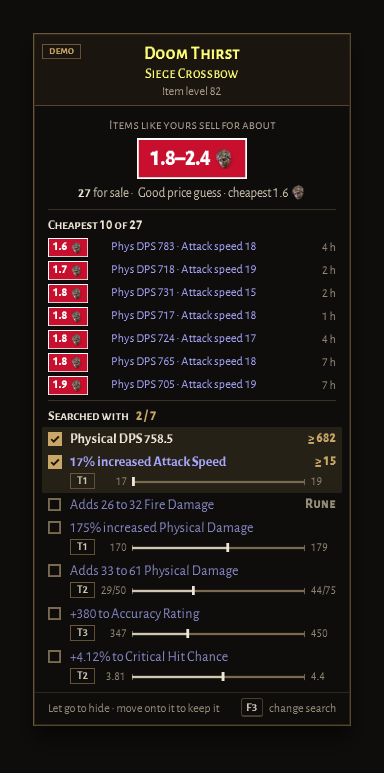 DEMO
Doom Thirst
Siege Crossbow
Item level 82
Items like yours sell for about
1.8–2.4
27 for sale · Good price guess · cheapest 1.6
Cheapest 10 of 27
1.6 Phys DPS 783 · Attack speed 18 4 h
1.7 Phys DPS 718 · Attack speed 19 2 h
1.8 Phys DPS 731 · Attack speed 15 2 h
1.8 Phys DPS 717 · Attack speed 18 1 h
1.8 Phys DPS 724 · Attack speed 17 4 h
1.8 Phys DPS 765 · Attack speed 18 7 h
1.9 Phys DPS 705 · Attack speed 19 7 h
Searched with 2/7
Physical DPS 758.5 ≥682
17% increased Attack Speed ≥15
T1 17 19
Adds 26 to 32 Fire Damage Rune
175% increased Physical Damage
T1 170 179
Adds 33 to 61 Physical Damage
T2 29/50 44/75
+380 to Accuracy Rating
T3 347 450
+4.12% to Critical Hit Chance
T2 3.81 4.4
Let go to hide · move onto it to keep it F3 change search